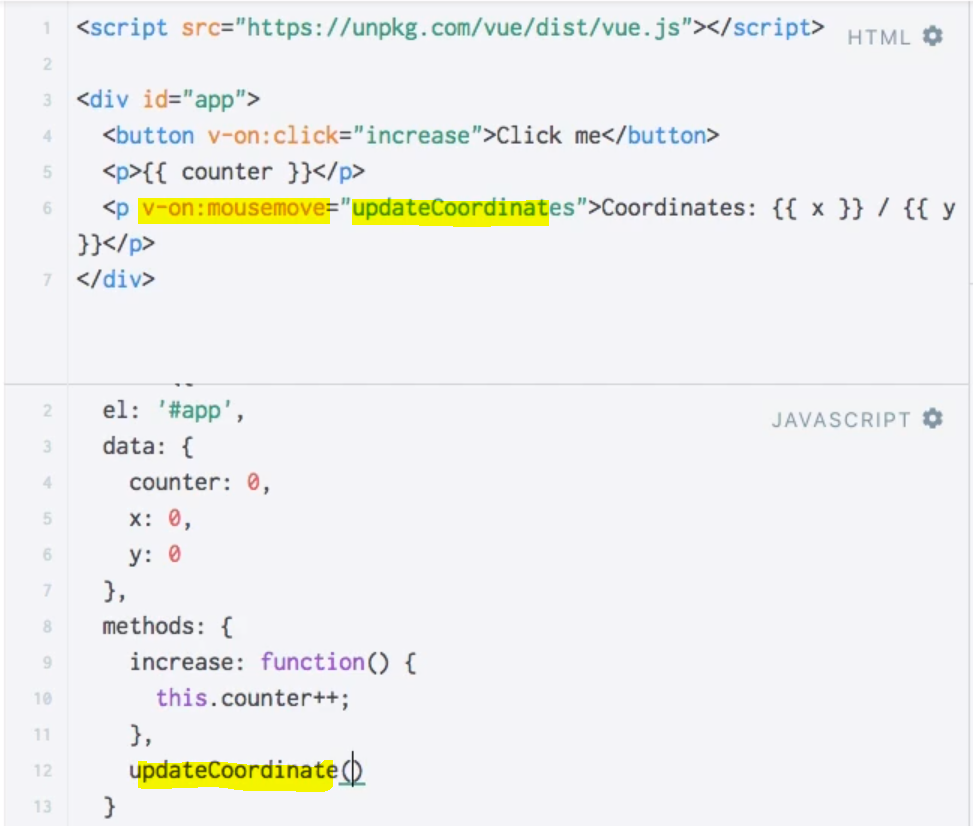 1 <script src="https://unpkg.com/vue/dist/vue.js"></script>
HTML
2
3 <div id="app">
4 <button v-on:click="increase">Click me</button>
5 <p>{{ counter }}</p>
6 <p v-on:mousemove="updateCoordinates">Coordinates: {{ x }} / {{ y
}}</p>
7 </div>
2 el: '#app',
JAVASCRIPT
3 data: {
4 counter: 0,
5 x: 0,
6 y: 0
7 },
8 methods: {
9 increase: function() {
10 this.counter++;
11 },
12 updateCoordinate()
13 }